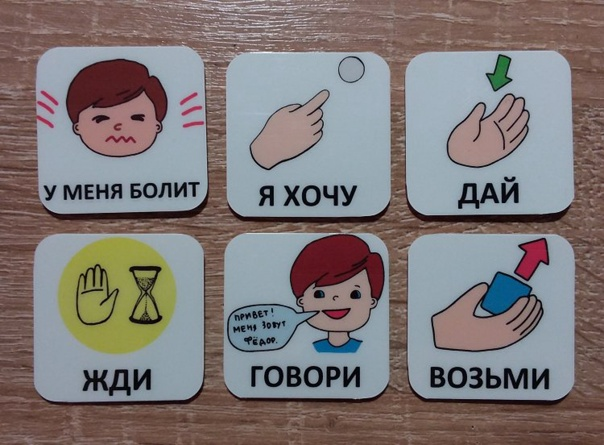 У МЕНЯ БОЛИТ
Я ХОЧУ
ДАЙ
ЖДИ
ПРИВЕТ!
МЕНЯ ЗОВУТ
ФЁДОР.
ГОВОРИ
ВОЗЬМИ